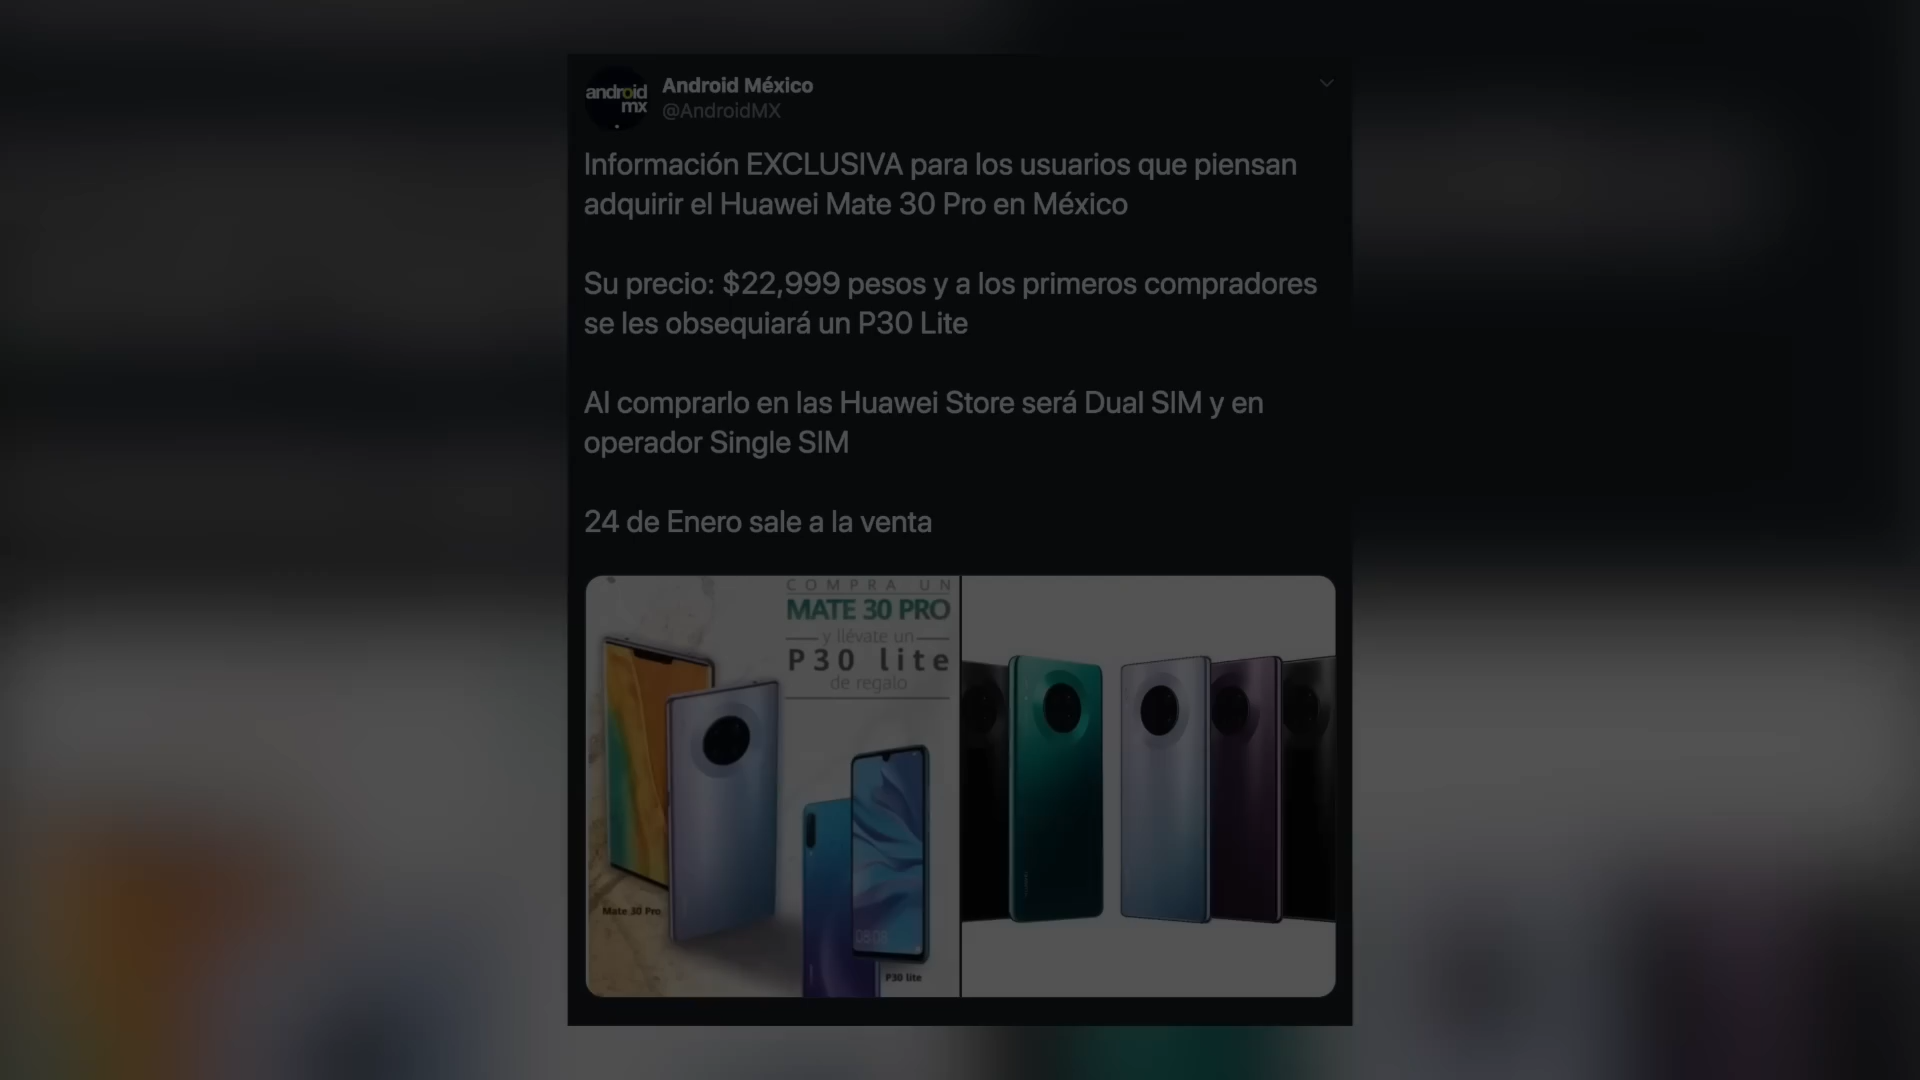 android
mx
Android México
@AndroidMX
Información EXCLUSIVA para los usuarios que piensan
adquirir el Huawei Mate 30 Pro en México
Su precio: $22,999 pesos y a los primeros compradores
se les obsequiará un P30 Lite
Al comprarlo en las Huawei Store será Dual SIM y en
operador Single SIM
24 de Enero sale a la venta
COMPRA UN
MATE 30 PRO
y llévate un
P30 lite
de regalo
Mate 30 Pro
08:08
P30 lite